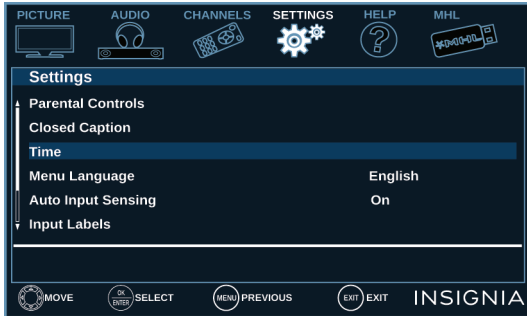 PICTURE AUDIO CHANNELS SETTINGS HELP MHL
MHL
Settings
Parental Controls
Closed Caption
Time
Menu Language English
Auto Input Sensing On
Input Labels
MOVE OK ENTER SELECT MENU PREVIOUS EXIT EXIT INSIGNIA